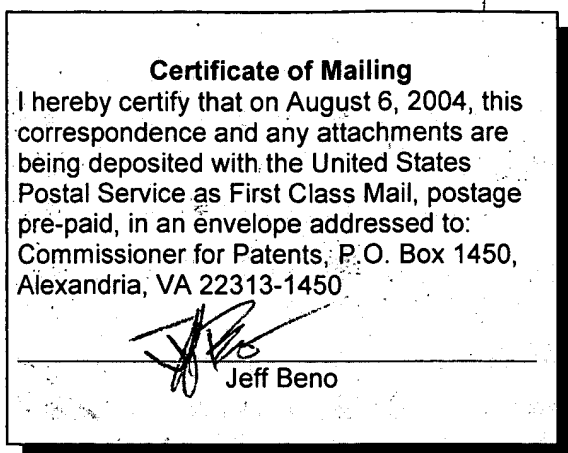 Certificate of Mailing
I hereby certify that on August 6, 2004, this
correspondence and any attachments are
being deposited with the United States
Postal Service as First Class Mail, postage
pre-paid, in an envelope addressed to:
Commissioner for Patents, P.O. Box 1450,
Alexandria, VA 22313-1450
Jeff Beno